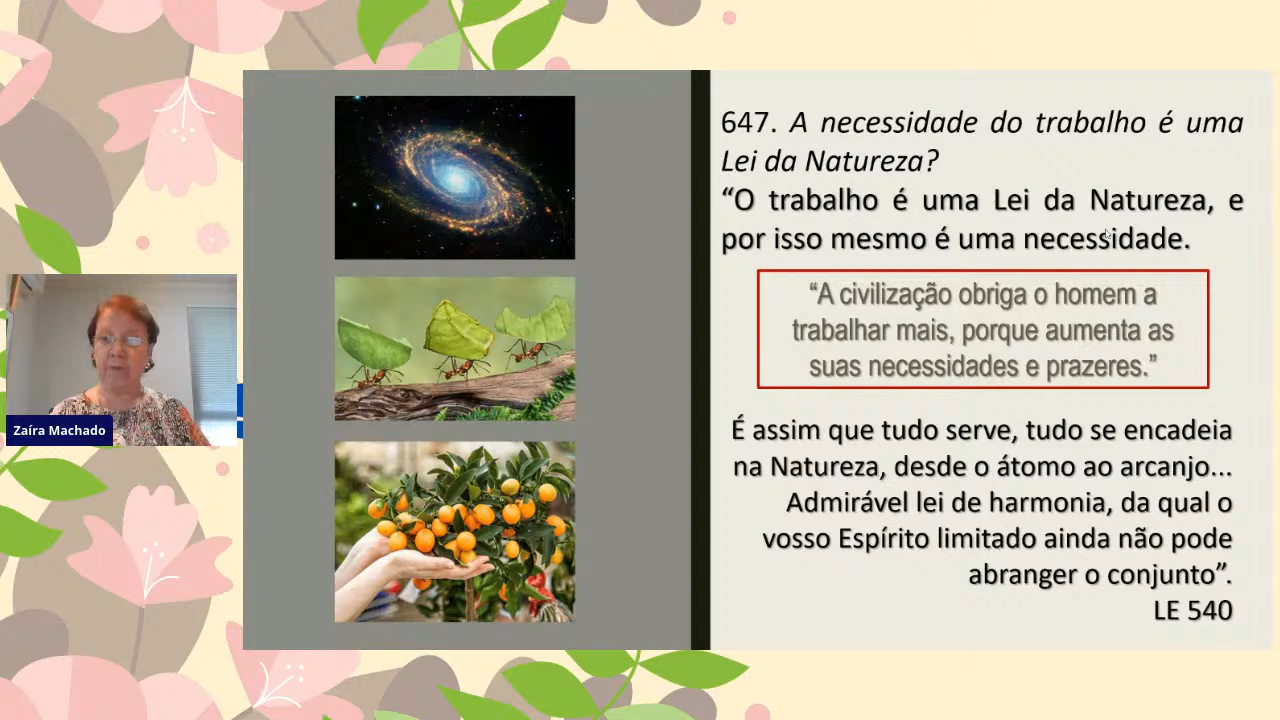 647. A necessidade do trabalho é uma
Lei da Natureza?
“O trabalho é uma Lei da Natureza, e
por isso mesmo é uma necessidade.
“A civilização obriga o homem a
trabalhar mais, porque aumenta as
suas necessidades e prazeres.”
É assim que tudo serve, tudo se encadeia
na Natureza, desde o átomo ao arcanjo...
Admirável lei de harmonia, da qual o
vosso Espírito limitado ainda não pode
abranger o conjunto”.
LE 540
Zaíra Machado